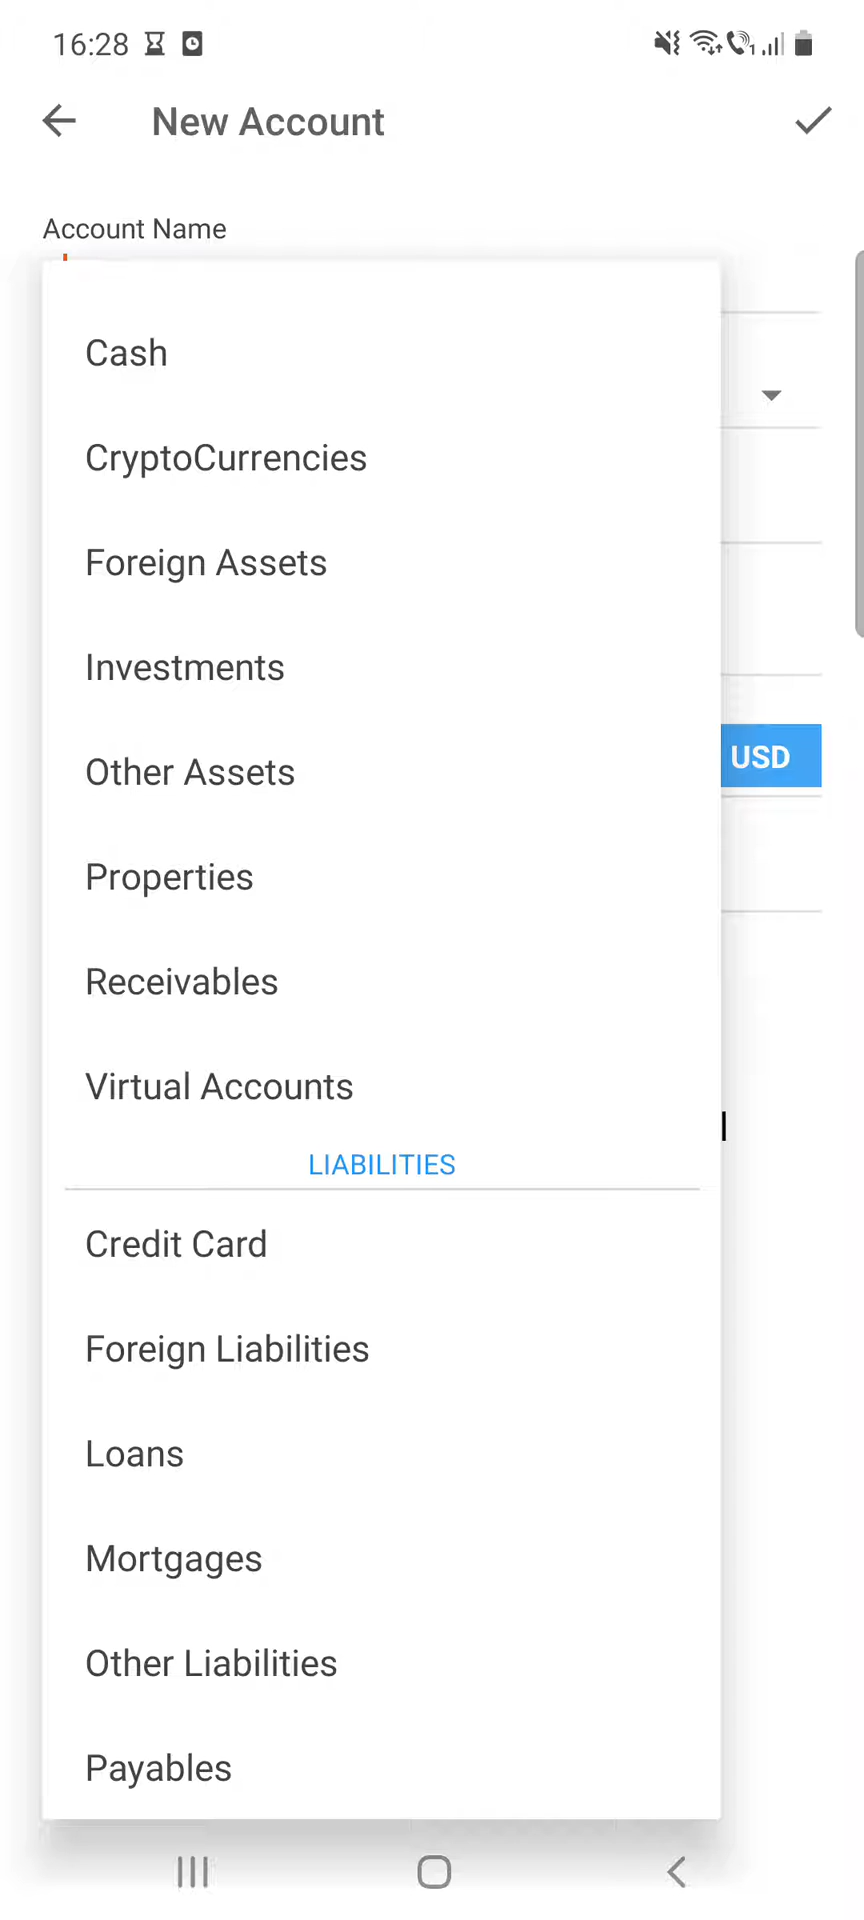 16:28
New Account
Account Name
Cash
CryptoCurrencies
Foreign Assets
Investments
Other Assets
USD
Properties
Receivables
Virtual Accounts
LIABILITIES
Credit Card
Foreign Liabilities
Loans
Mortgages
Other Liabilities
Payables